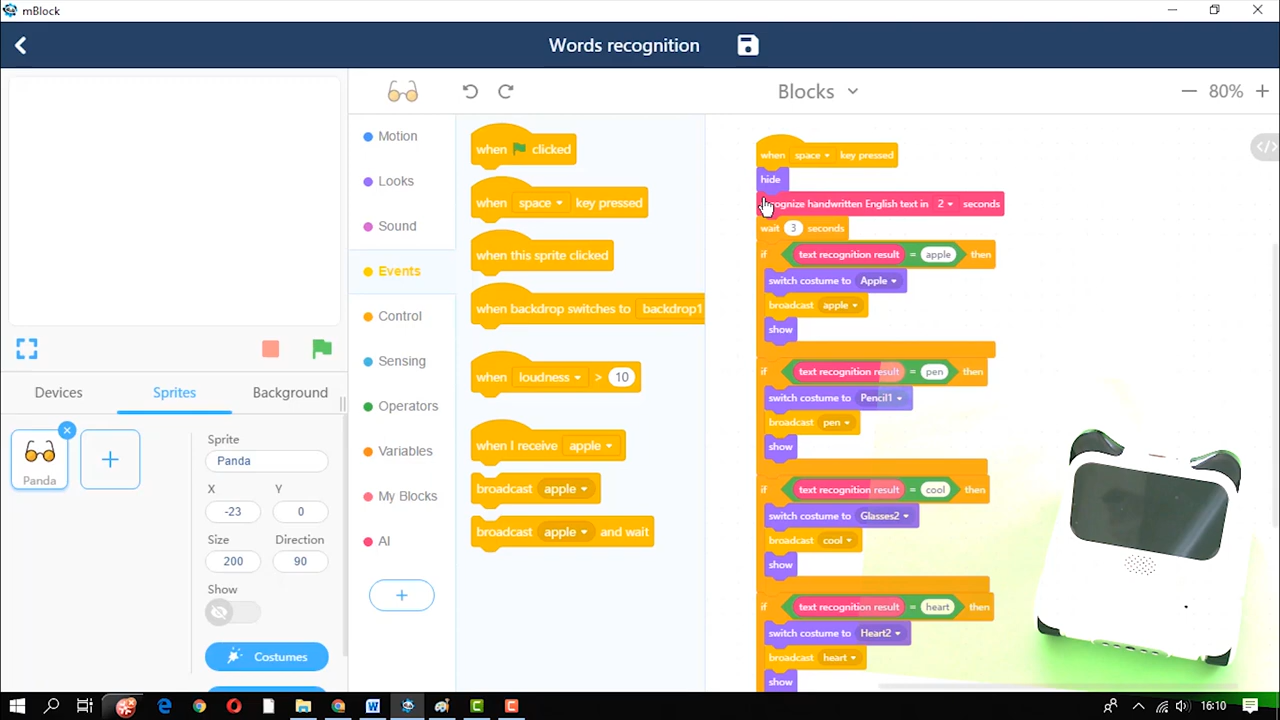 mBlock
Words recognition
Blocks
80%
Motion
Looks
Sound
Events
Control
Sensing
Operators
Variables
My Blocks
AI
when clicked
when space key pressed
when this sprite clicked
when backdrop switches to backdrop1
when loudness > 10
when I receive apple
broadcast apple
broadcast apple and wait
when space key pressed
hide
recognize handwritten English text in 2 seconds
wait 3 seconds
if text recognition result = apple then
switch costume to Apple
broadcast apple
show
if text recognition result = pen then
switch costume to Pencil1
broadcast pen
show
if text recognition result = cool then
switch costume to Glasses2
broadcast cool
show
if text recognition result = heart then
switch costume to Heart2
broadcast heart
show
Devices
Sprites
Background
Panda
Sprite
Panda
X Y
-23 0
Size Direction
200 90
Show
Costumes
16:10